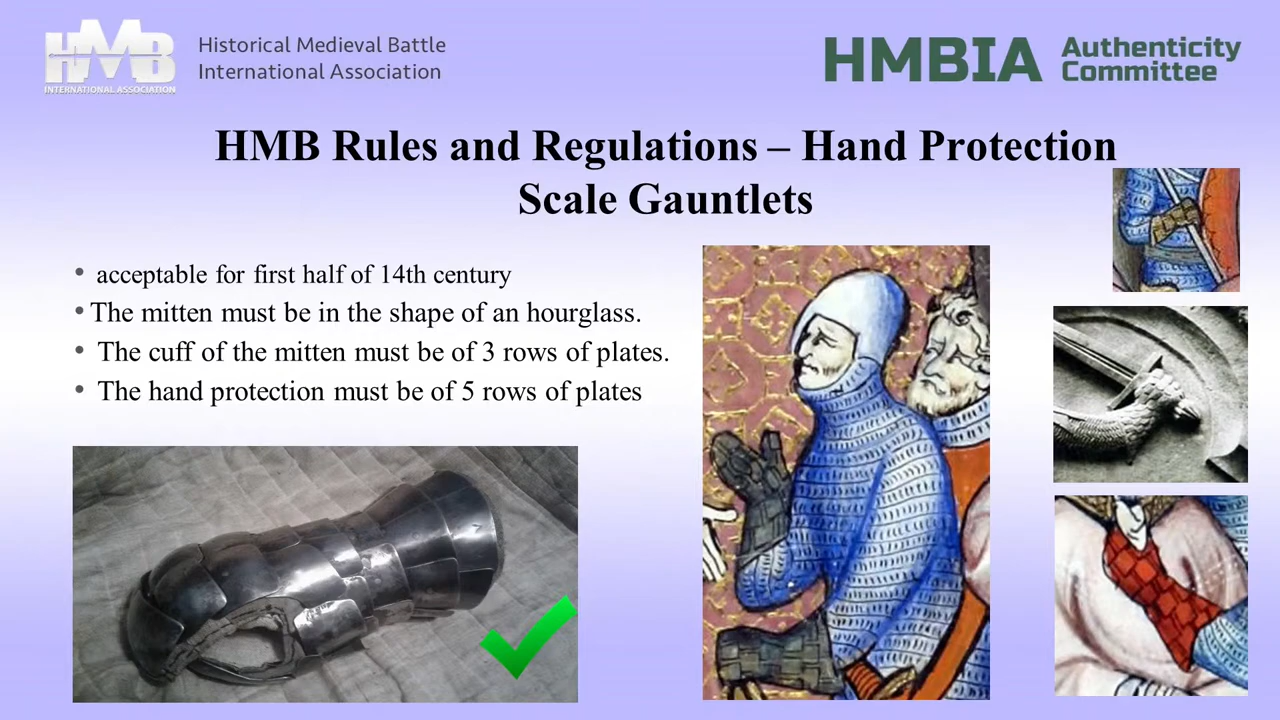 HMB
INTERNATIONAL ASSOCIATION
Historical Medieval Battle
International Association
HMBIA
Authenticity
Committee
HMB Rules and Regulations – Hand Protection
Scale Gauntlets
• acceptable for first half of 14th century
• The mitten must be in the shape of an hourglass.
• The cuff of the mitten must be of 3 rows of plates.
• The hand protection must be of 5 rows of plates